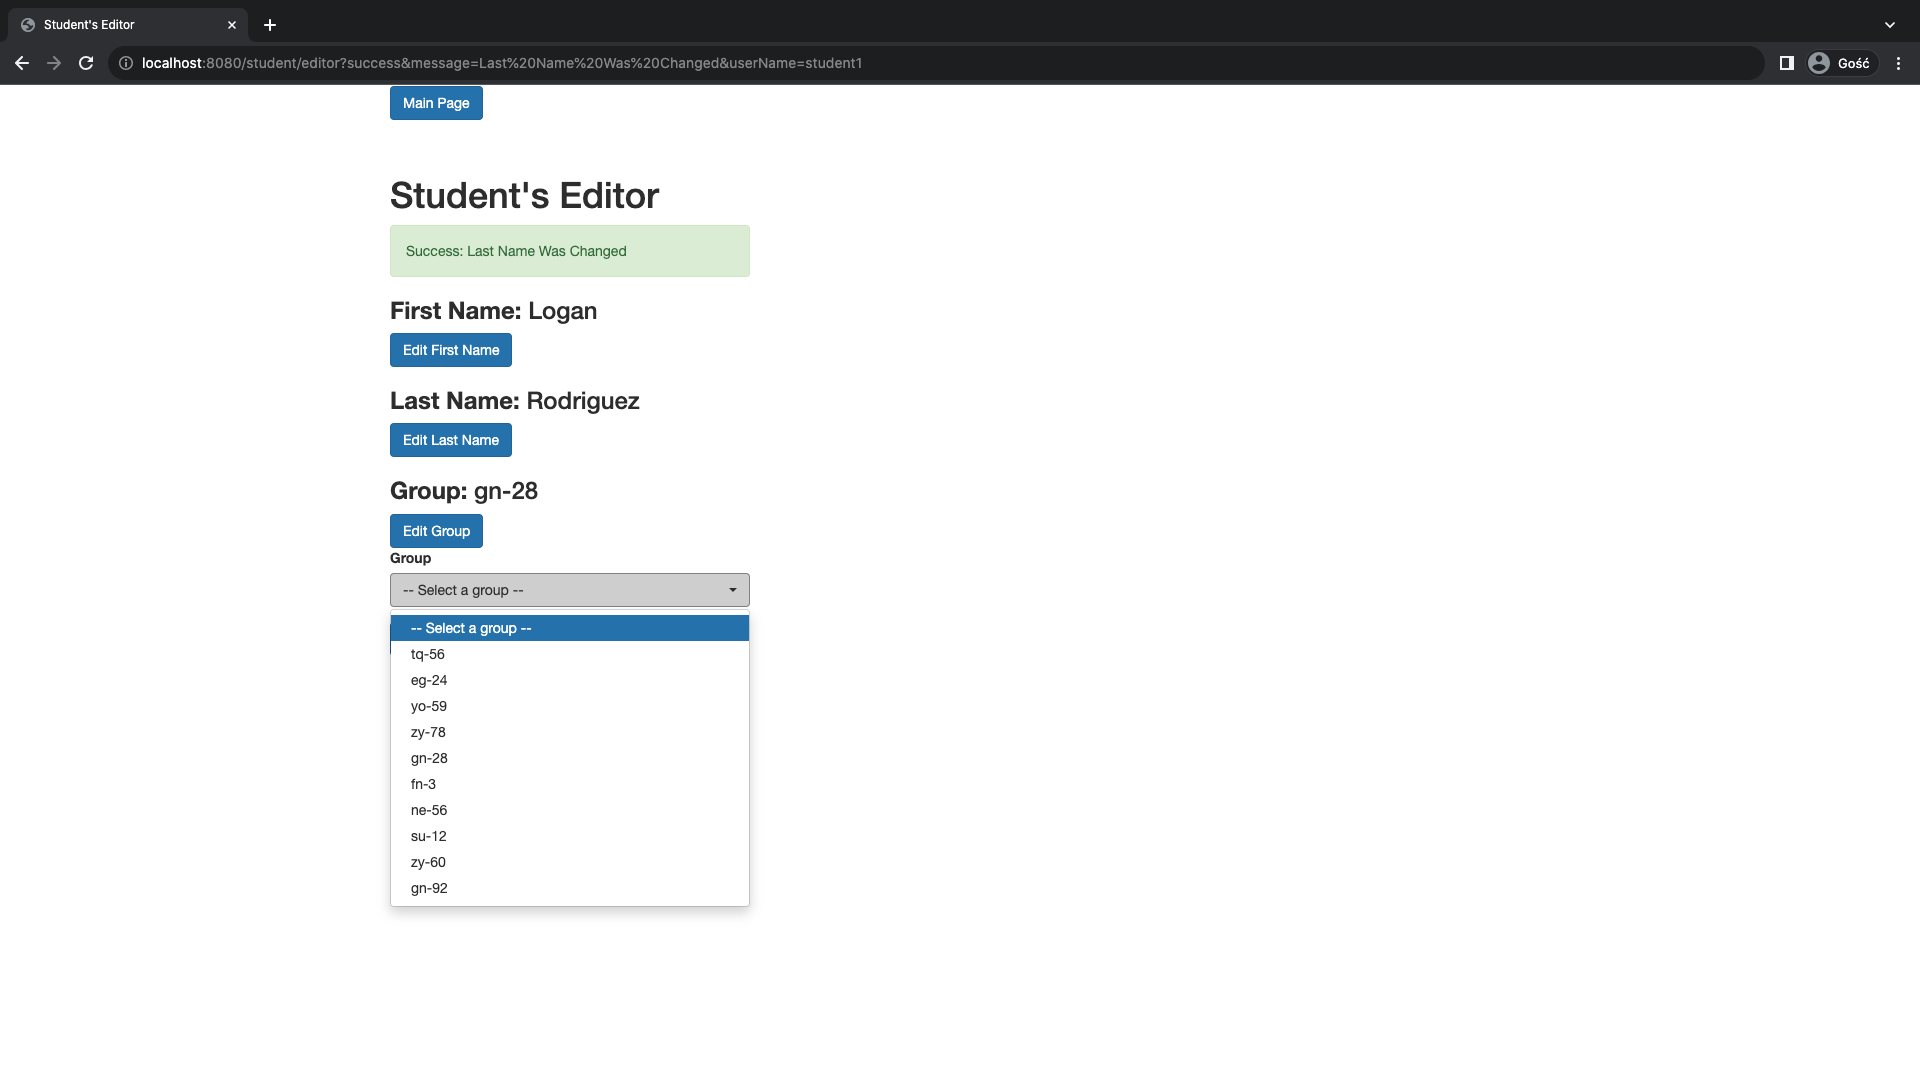 Student's Editor
localhost:8080/student/editor?success&message=Last%20Name%20Was%20Changed&userName=student1
Gość
Main Page
Student's Editor
Success: Last Name Was Changed
First Name: Logan
Edit First Name
Last Name: Rodriguez
Edit Last Name
Group: gn-28
Edit Group
Group
-- Select a group --
-- Select a group --
tq-56
eg-24
yo-59
zy-78
gn-28
fn-3
ne-56
su-12
zy-60
gn-92